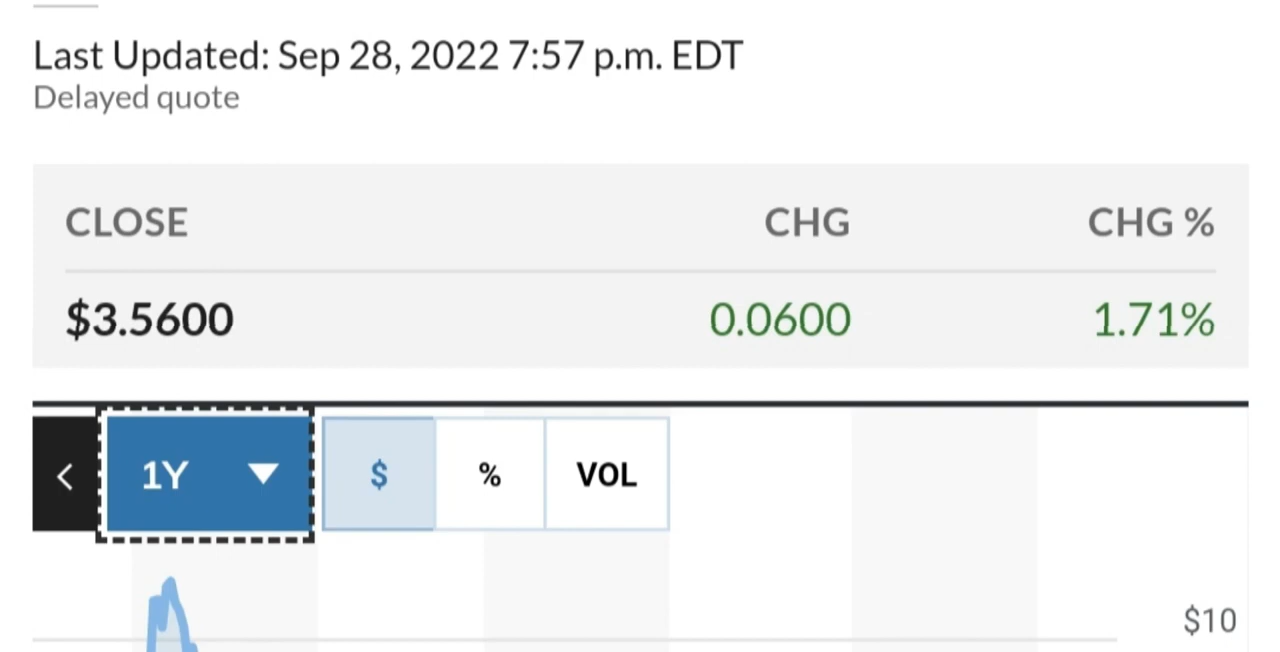 Last Updated: Sep 28, 2022 7:57 p.m. EDT
Delayed quote
CLOSE CHG CHG %
$3.5600 0.0600 1.71%
1Y $ % VOL
$10